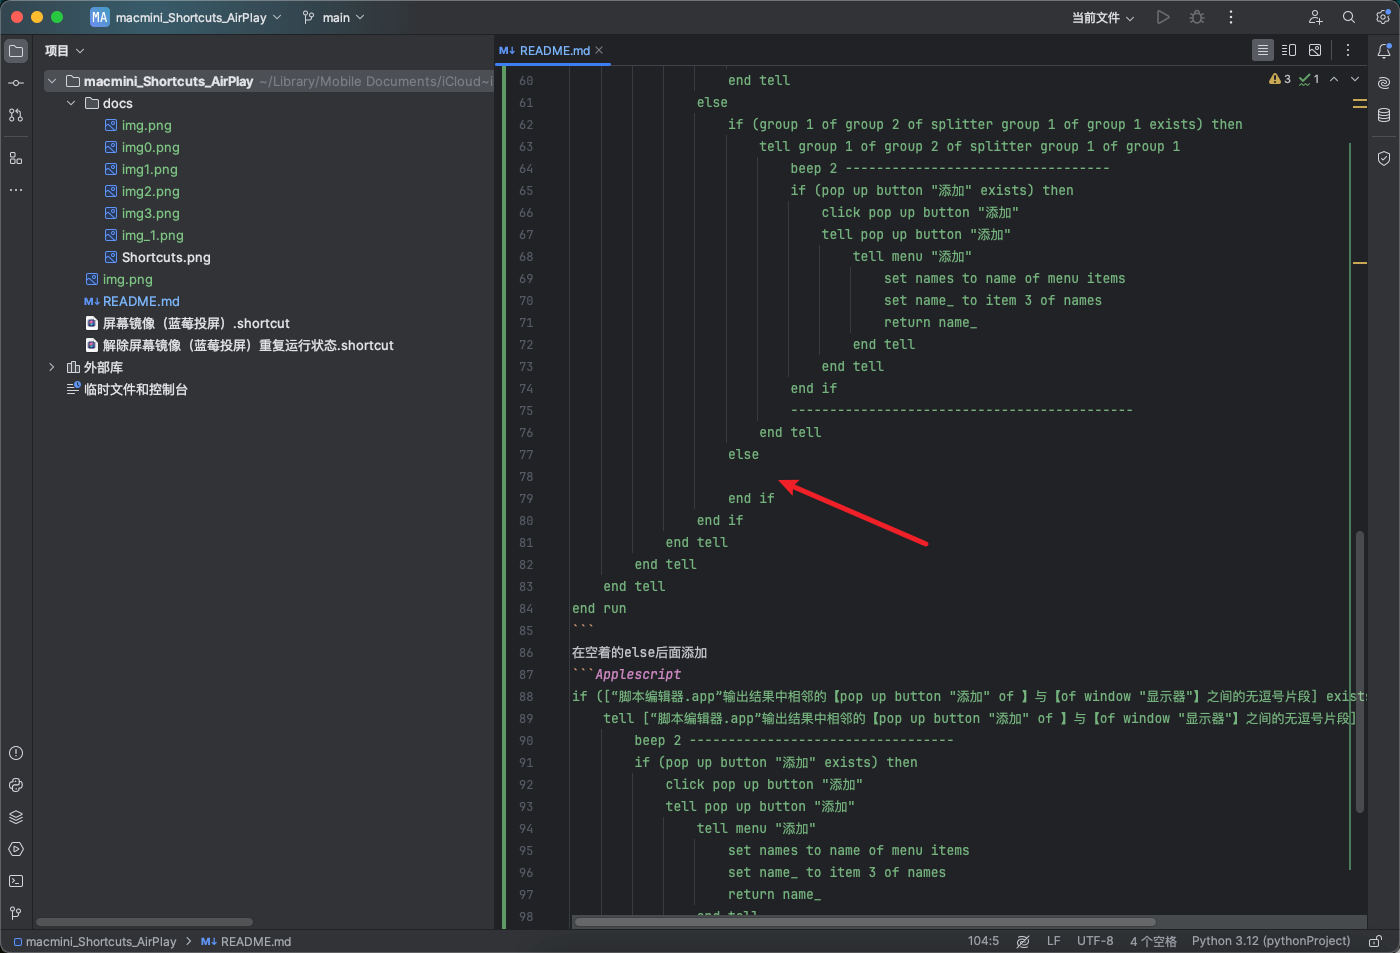 MA macmini_Shortcuts_AirPlay main 当前文件
项目
README.md
macmini_Shortcuts_AirPlay ~/Library/Mobile Documents/iCloud~i
docs
img.png
img0.png
img1.png
img2.png
img3.png
img_1.png
Shortcuts.png
img.png
README.md
屏幕镜像（蓝莓投屏）.shortcut
解除屏幕镜像（蓝莓投屏）重复运行状态.shortcut
外部库
临时文件和控制台
3 1
60 end tell
61 else
62 if (group 1 of group 2 of splitter group 1 of group 1 exists) then
63 tell group 1 of group 2 of splitter group 1 of group 1
64 beep 2 ----------------------------------
65 if (pop up button "添加" exists) then
66 click pop up button "添加"
67 tell pop up button "添加"
68 tell menu "添加"
69 set names to name of menu items
70 set name_ to item 3 of names
71 return name_
72 end tell
73 end tell
74 end if
75 --------------------------------------------
76 end tell
77 else
78
79 end if
80 end if
81 end tell
82 end tell
83 end tell
84 end run
85 ```
86 在空着的else后面添加
87 ```Applescript
88 if ([“脚本编辑器.app”输出结果中相邻的【pop up button "添加" of 】与【of window "显示器"】之间的无逗号片段] exists
89 tell [“脚本编辑器.app”输出结果中相邻的【pop up button "添加" of 】与【of window "显示器"】之间的无逗号片段]
90 beep 2 ----------------------------------
91 if (pop up button "添加" exists) then
92 click pop up button "添加"
93 tell pop up button "添加"
94 tell menu "添加"
95 set names to name of menu items
96 set name_ to item 3 of names
97 return name_
98 end tell
macmini_Shortcuts_AirPlay README.md 104:5 LF UTF-8 4 个空格 Python 3.12 (pythonProject)